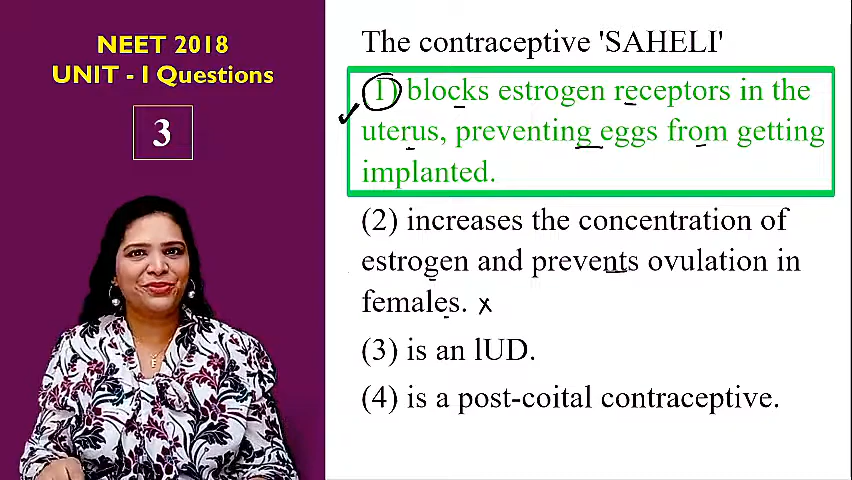 NEET 2018
UNIT - I Questions
3
The contraceptive 'SAHELI'
1) blocks estrogen receptors in the
uterus, preventing eggs from getting
implanted.
(2) increases the concentration of
estrogen and prevents ovulation in
females. x
(3) is an lUD.
(4) is a post-coital contraceptive.